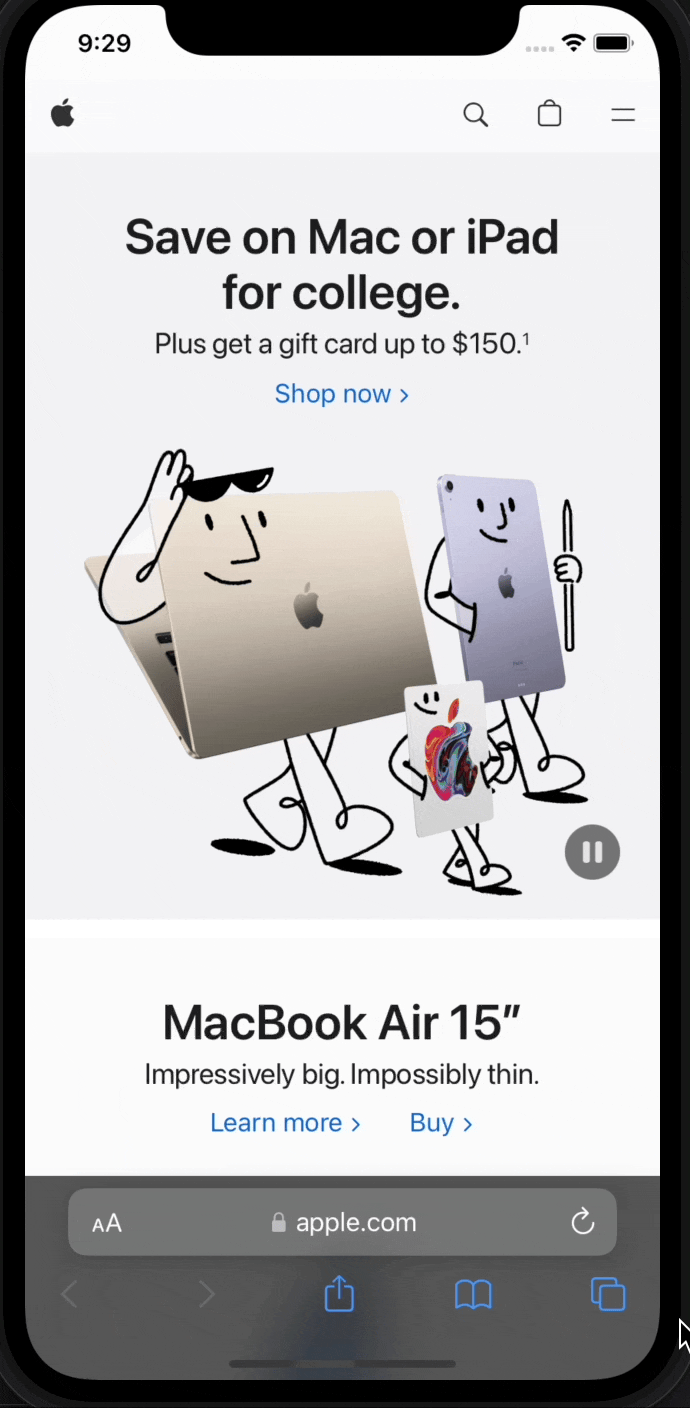 9:29
Save on Mac or iPad
for college.
Plus get a gift card up to $150.¹
Shop now >
MacBook Air 15”
Impressively big. Impossibly thin.
Learn more > Buy >
AA apple.com